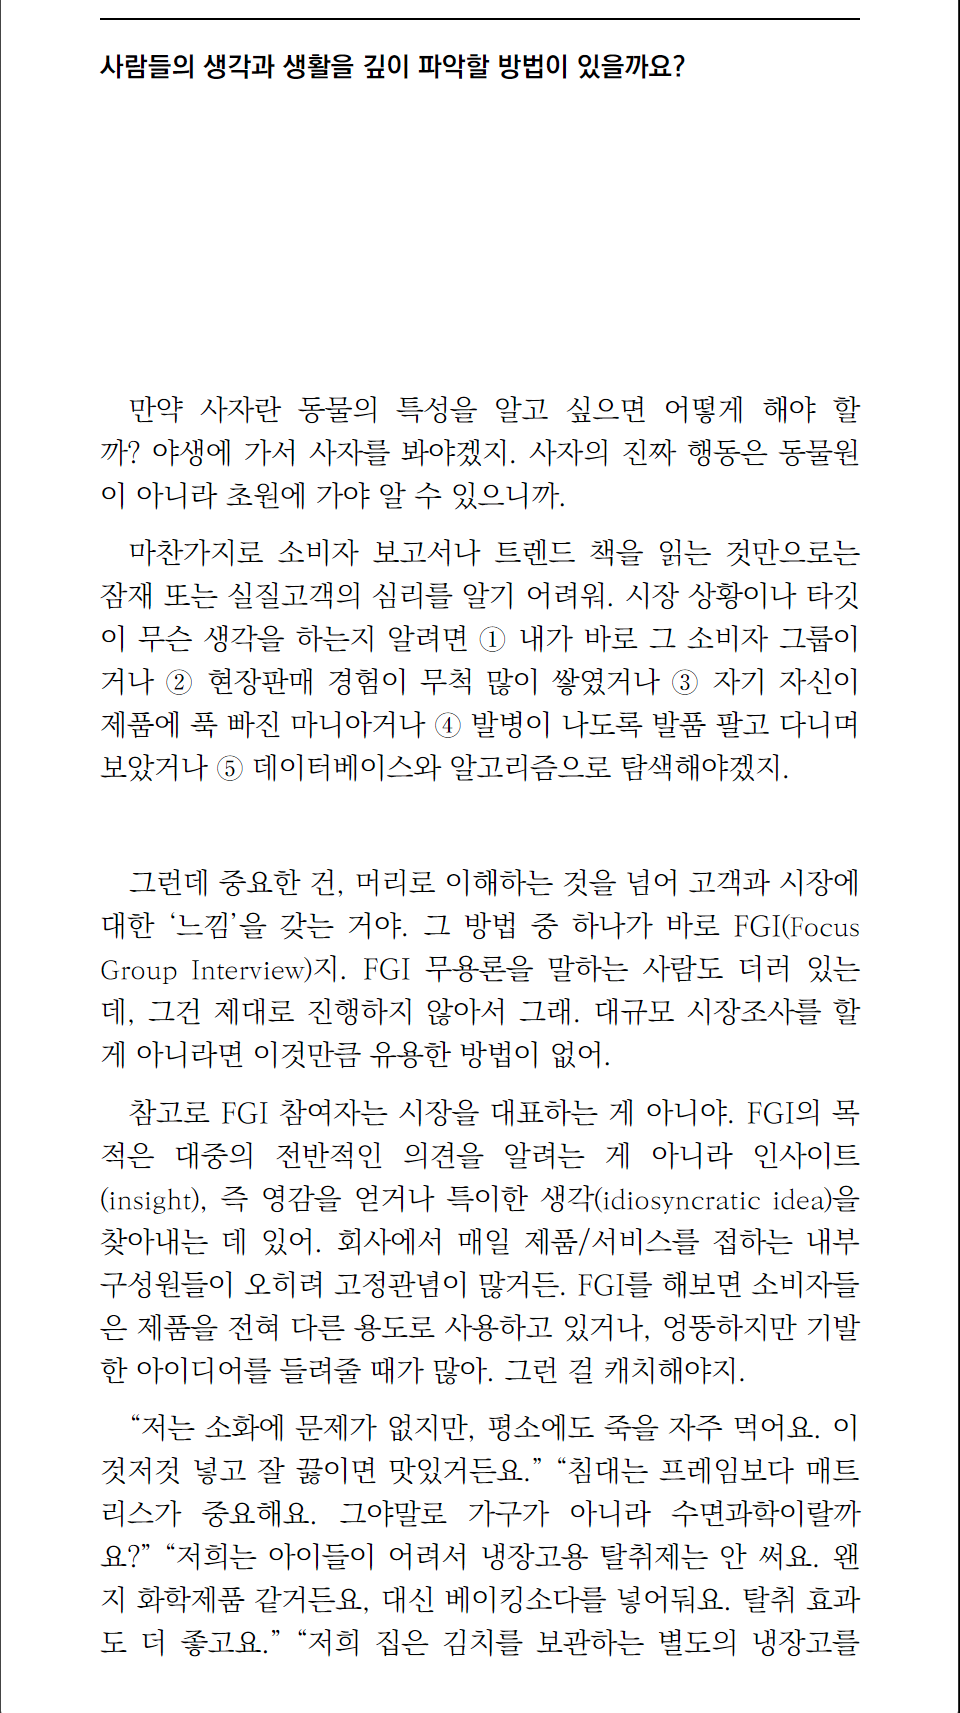 사람들의 생각과 생활을 깊이 파악할 방법이 있을까요?
만약 사자란 동물의 특성을 알고 싶으면 어떻게 해야 할
까? 야생에 가서 사자를 봐야겠지. 사자의 진짜 행동은 동물원
이 아니라 초원에 가야 알 수 있으니까.
마찬가지로 소비자 보고서나 트렌드 책을 읽는 것만으로는
잠재 또는 실질고객의 심리를 알기 어려워. 시장 상황이나 타깃
이 무슨 생각을 하는지 알려면 ① 내가 바로 그 소비자 그룹이
거나 ② 현장판매 경험이 무척 많이 쌓였거나 ③ 자기 자신이
제품에 푹 빠진 마니아거나 ④ 발병이 나도록 발품 팔고 다니며
보았거나 ⑤ 데이터베이스와 알고리즘으로 탐색해야겠지.
그런데 중요한 건, 머리로 이해하는 것을 넘어 고객과 시장에
대한 ‘느낌’을 갖는 거야. 그 방법 중 하나가 바로 FGI(Focus
Group Interview)지. FGI 무용론을 말하는 사람도 더러 있는
데, 그건 제대로 진행하지 않아서 그래. 대규모 시장조사를 할
게 아니라면 이것만큼 유용한 방법이 없어.
참고로 FGI 참여자는 시장을 대표하는 게 아니야. FGI의 목
적은 대중의 전반적인 의견을 알려는 게 아니라 인사이트
(insight), 즉 영감을 얻거나 특이한 생각(idiosyncratic idea)을
찾아내는 데 있어. 회사에서 매일 제품/서비스를 접하는 내부
구성원들이 오히려 고정관념이 많거든. FGI를 해보면 소비자들
은 제품을 전혀 다른 용도로 사용하고 있거나, 엉뚱하지만 기발
한 아이디어를 들려줄 때가 많아. 그런 걸 캐치해야지.
“저는 소화에 문제가 없지만, 평소에도 죽을 자주 먹어요. 이
것저것 넣고 잘 끓이면 맛있거든요.” “침대는 프레임보다 매트
리스가 중요해요. 그야말로 가구가 아니라 수면과학이랄까
요?” “저희는 아이들이 어려서 냉장고용 탈취제는 안 써요. 왠
지 화학제품 같거든요, 대신 베이킹소다를 넣어둬요. 탈취 효과
도 더 좋고요.” “저희 집은 김치를 보관하는 별도의 냉장고를